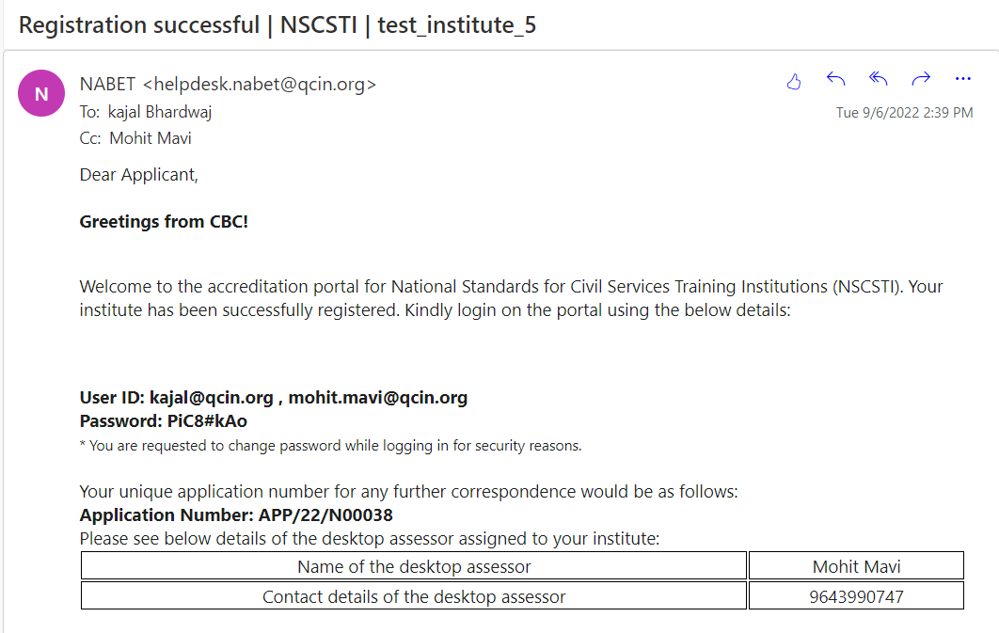 Registration successful | NSCSTI | test_institute_5
N
NABET <helpdesk.nabet@qcin.org>
To: kajal Bhardwaj
Tue 9/6/2022 2:39 PM
Cc: Mohit Mavi
Dear Applicant,
Greetings from CBC!
Welcome to the accreditation portal for National Standards for Civil Services Training Institutions (NSCSTI). Your
institute has been successfully registered. Kindly login on the portal using the below details:
User ID: kajal@qcin.org , mohit.mavi@qcin.org
Password: PiC8#kAo
* You are requested to change password while logging in for security reasons.
Your unique application number for any further correspondence would be as follows:
Application Number: APP/22/N00038
Please see below details of the desktop assessor assigned to your institute:
Name of the desktop assessor Mohit Mavi
Contact details of the desktop assessor 9643990747